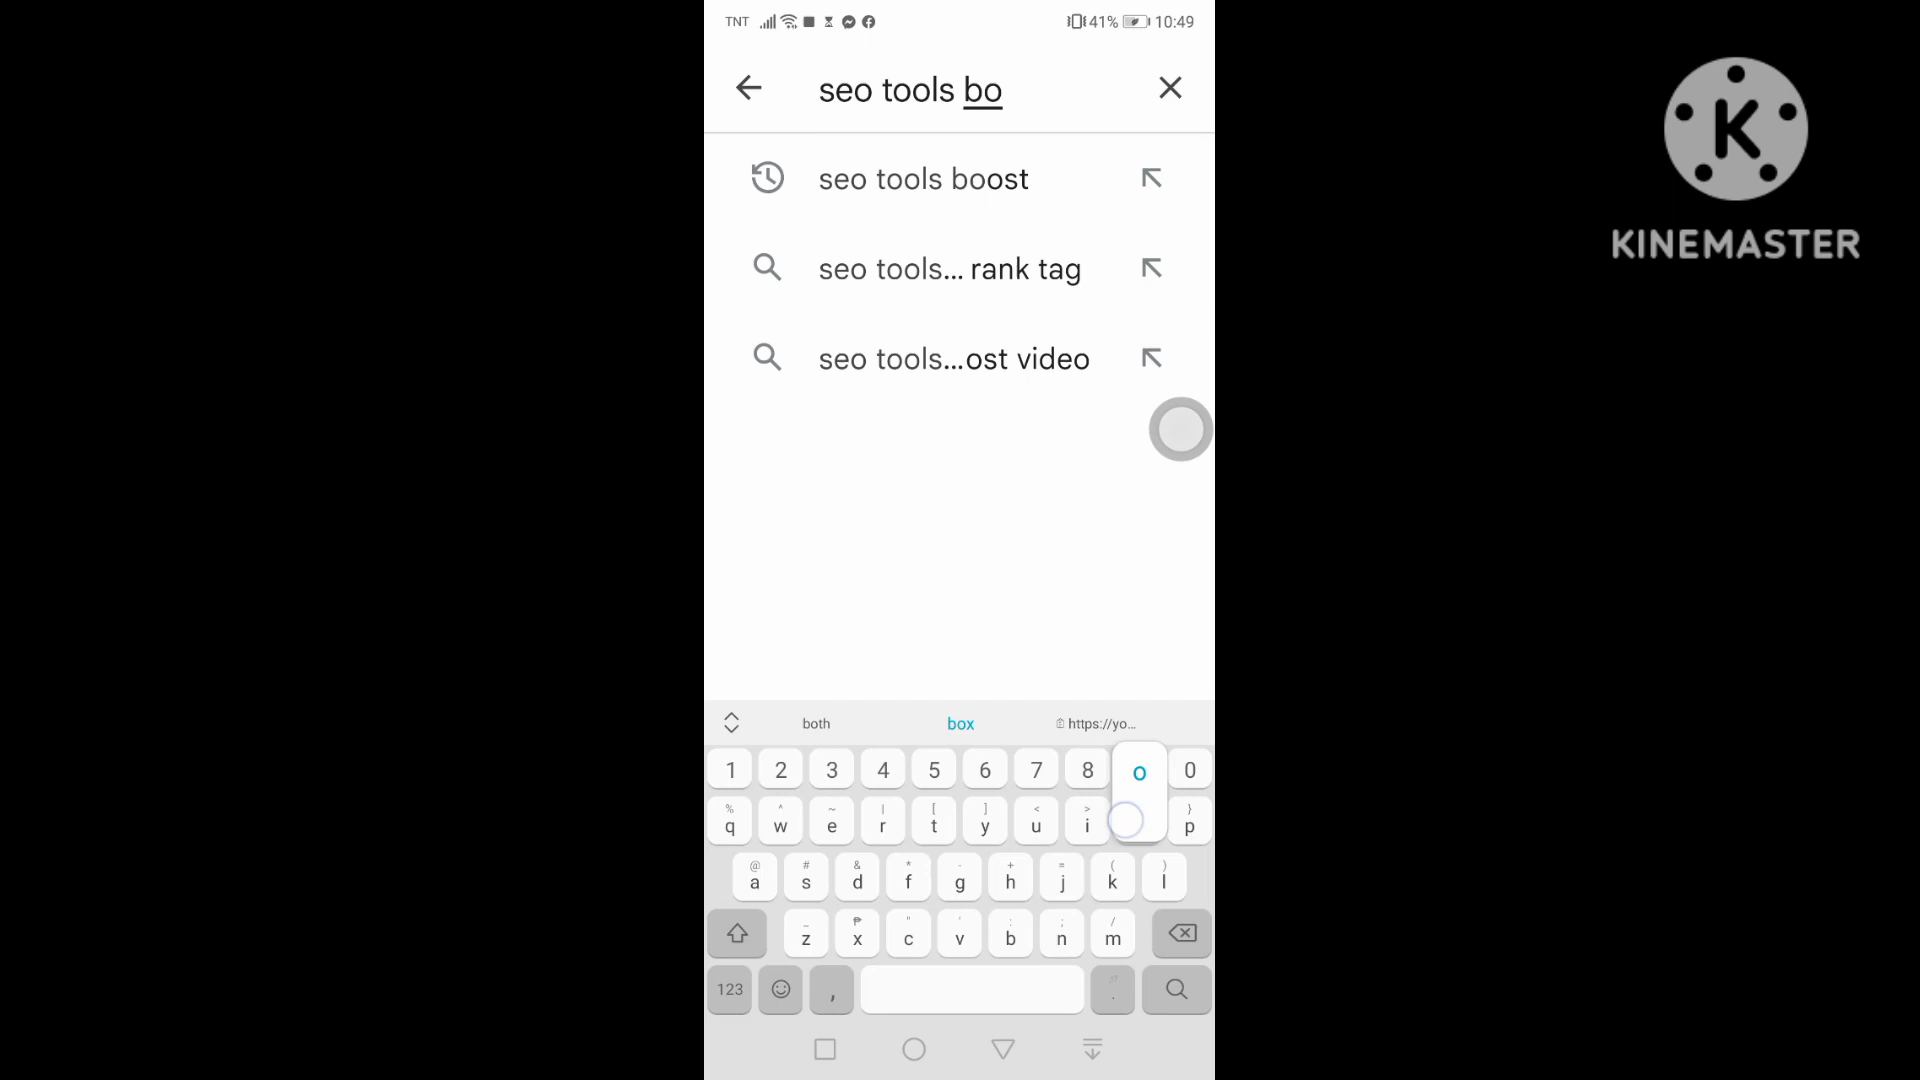 TNT 41% 10:49
seo tools bo
K
KINEMASTER
seo tools boost
seo tools... rank tag
seo tools...ost video
both box https://yo...
1 2 3 4 5 6 7 8 o 0
% ^ ~ | [ ] < > }
q w e r t y u i p
@ # & * - + = ( )
a s d f g h j k l
_ ₱ " ' : ; /
z x c v b n m
123 , .